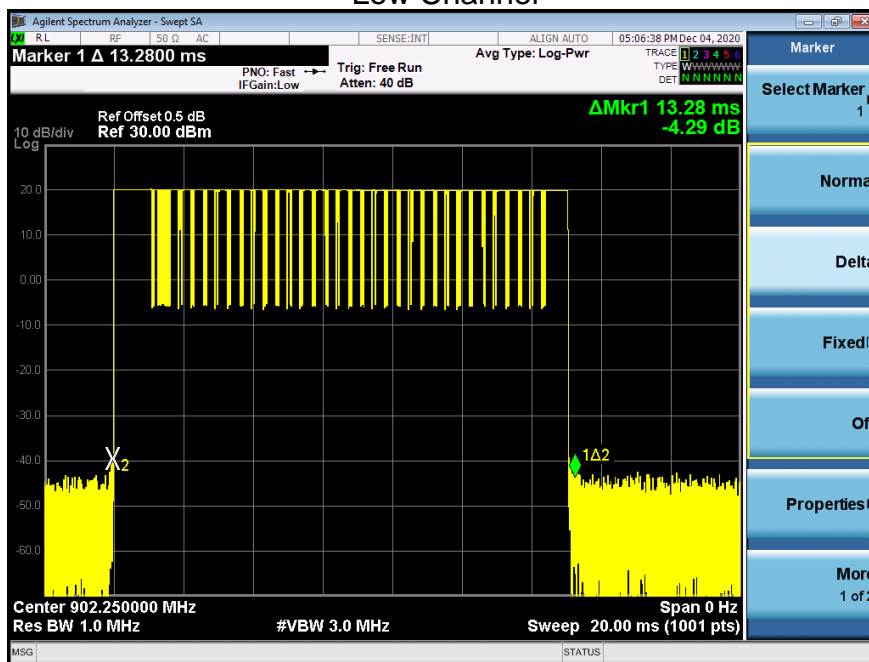 Low Channel
Agilent Spectrum Analyzer - Swept SA
LXI RL RF 50 Ω AC SENSE:INT ALIGN AUTO 05:06:38 PM Dec 04, 2020
Marker 1 Δ 13.2800 ms
PNO: Fast
IFGain:Low
Trig: Free Run
Atten: 40 dB
Avg Type: Log-Pwr
TRACE 1 2 3 4 5 6
TYPE WWWWWW
DET N N N N N N
ΔMkr1 13.28 ms
-4.29 dB
Ref Offset 0.5 dB
10 dB/div Ref 30.00 dBm
Log
20.0
10.0
0.00
-10.0
-20.0
-30.0
-40.0
-50.0
-60.0
2
1Δ2
Center 902.250000 MHz Span 0 Hz
Res BW 1.0 MHz #VBW 3.0 MHz Sweep 20.00 ms (1001 pts)
MSG STATUS
Marker
Select Marker
1
Norma
Delta
Fixed
Of
Properties
More
1 of 2